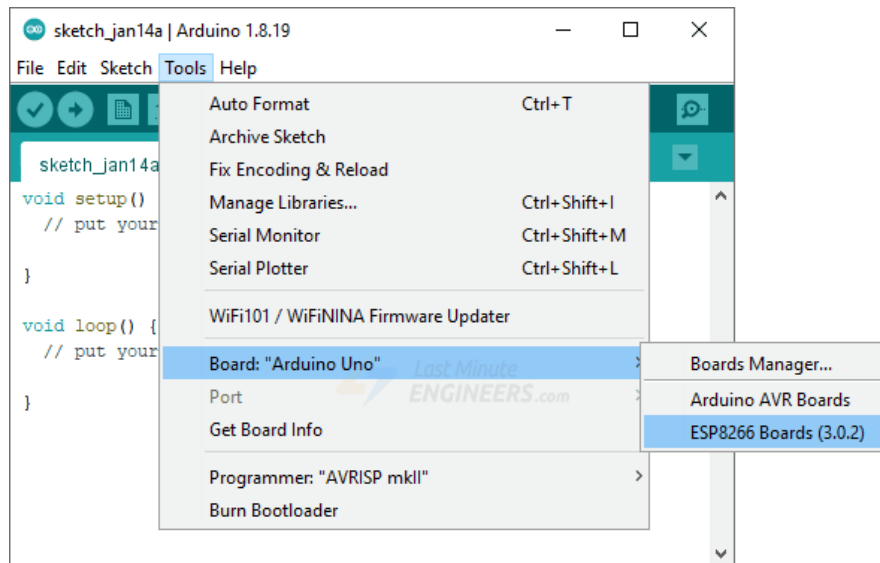 sketch_jan14a | Arduino 1.8.19
File Edit Sketch Tools Help
sketch_jan14a
void setup()
// put your
}
void loop() {
// put your
}
Auto Format Ctrl+T
Archive Sketch
Fix Encoding & Reload
Manage Libraries... Ctrl+Shift+I
Serial Monitor Ctrl+Shift+M
Serial Plotter Ctrl+Shift+L
WiFi101 / WiFiNINA Firmware Updater
Board: "Arduino Uno"
Port
Get Board Info
Programmer: "AVRISP mkII"
Burn Bootloader
Boards Manager...
Arduino AVR Boards
ESP8266 Boards (3.0.2)
Last Minute
ENGINEERS.com